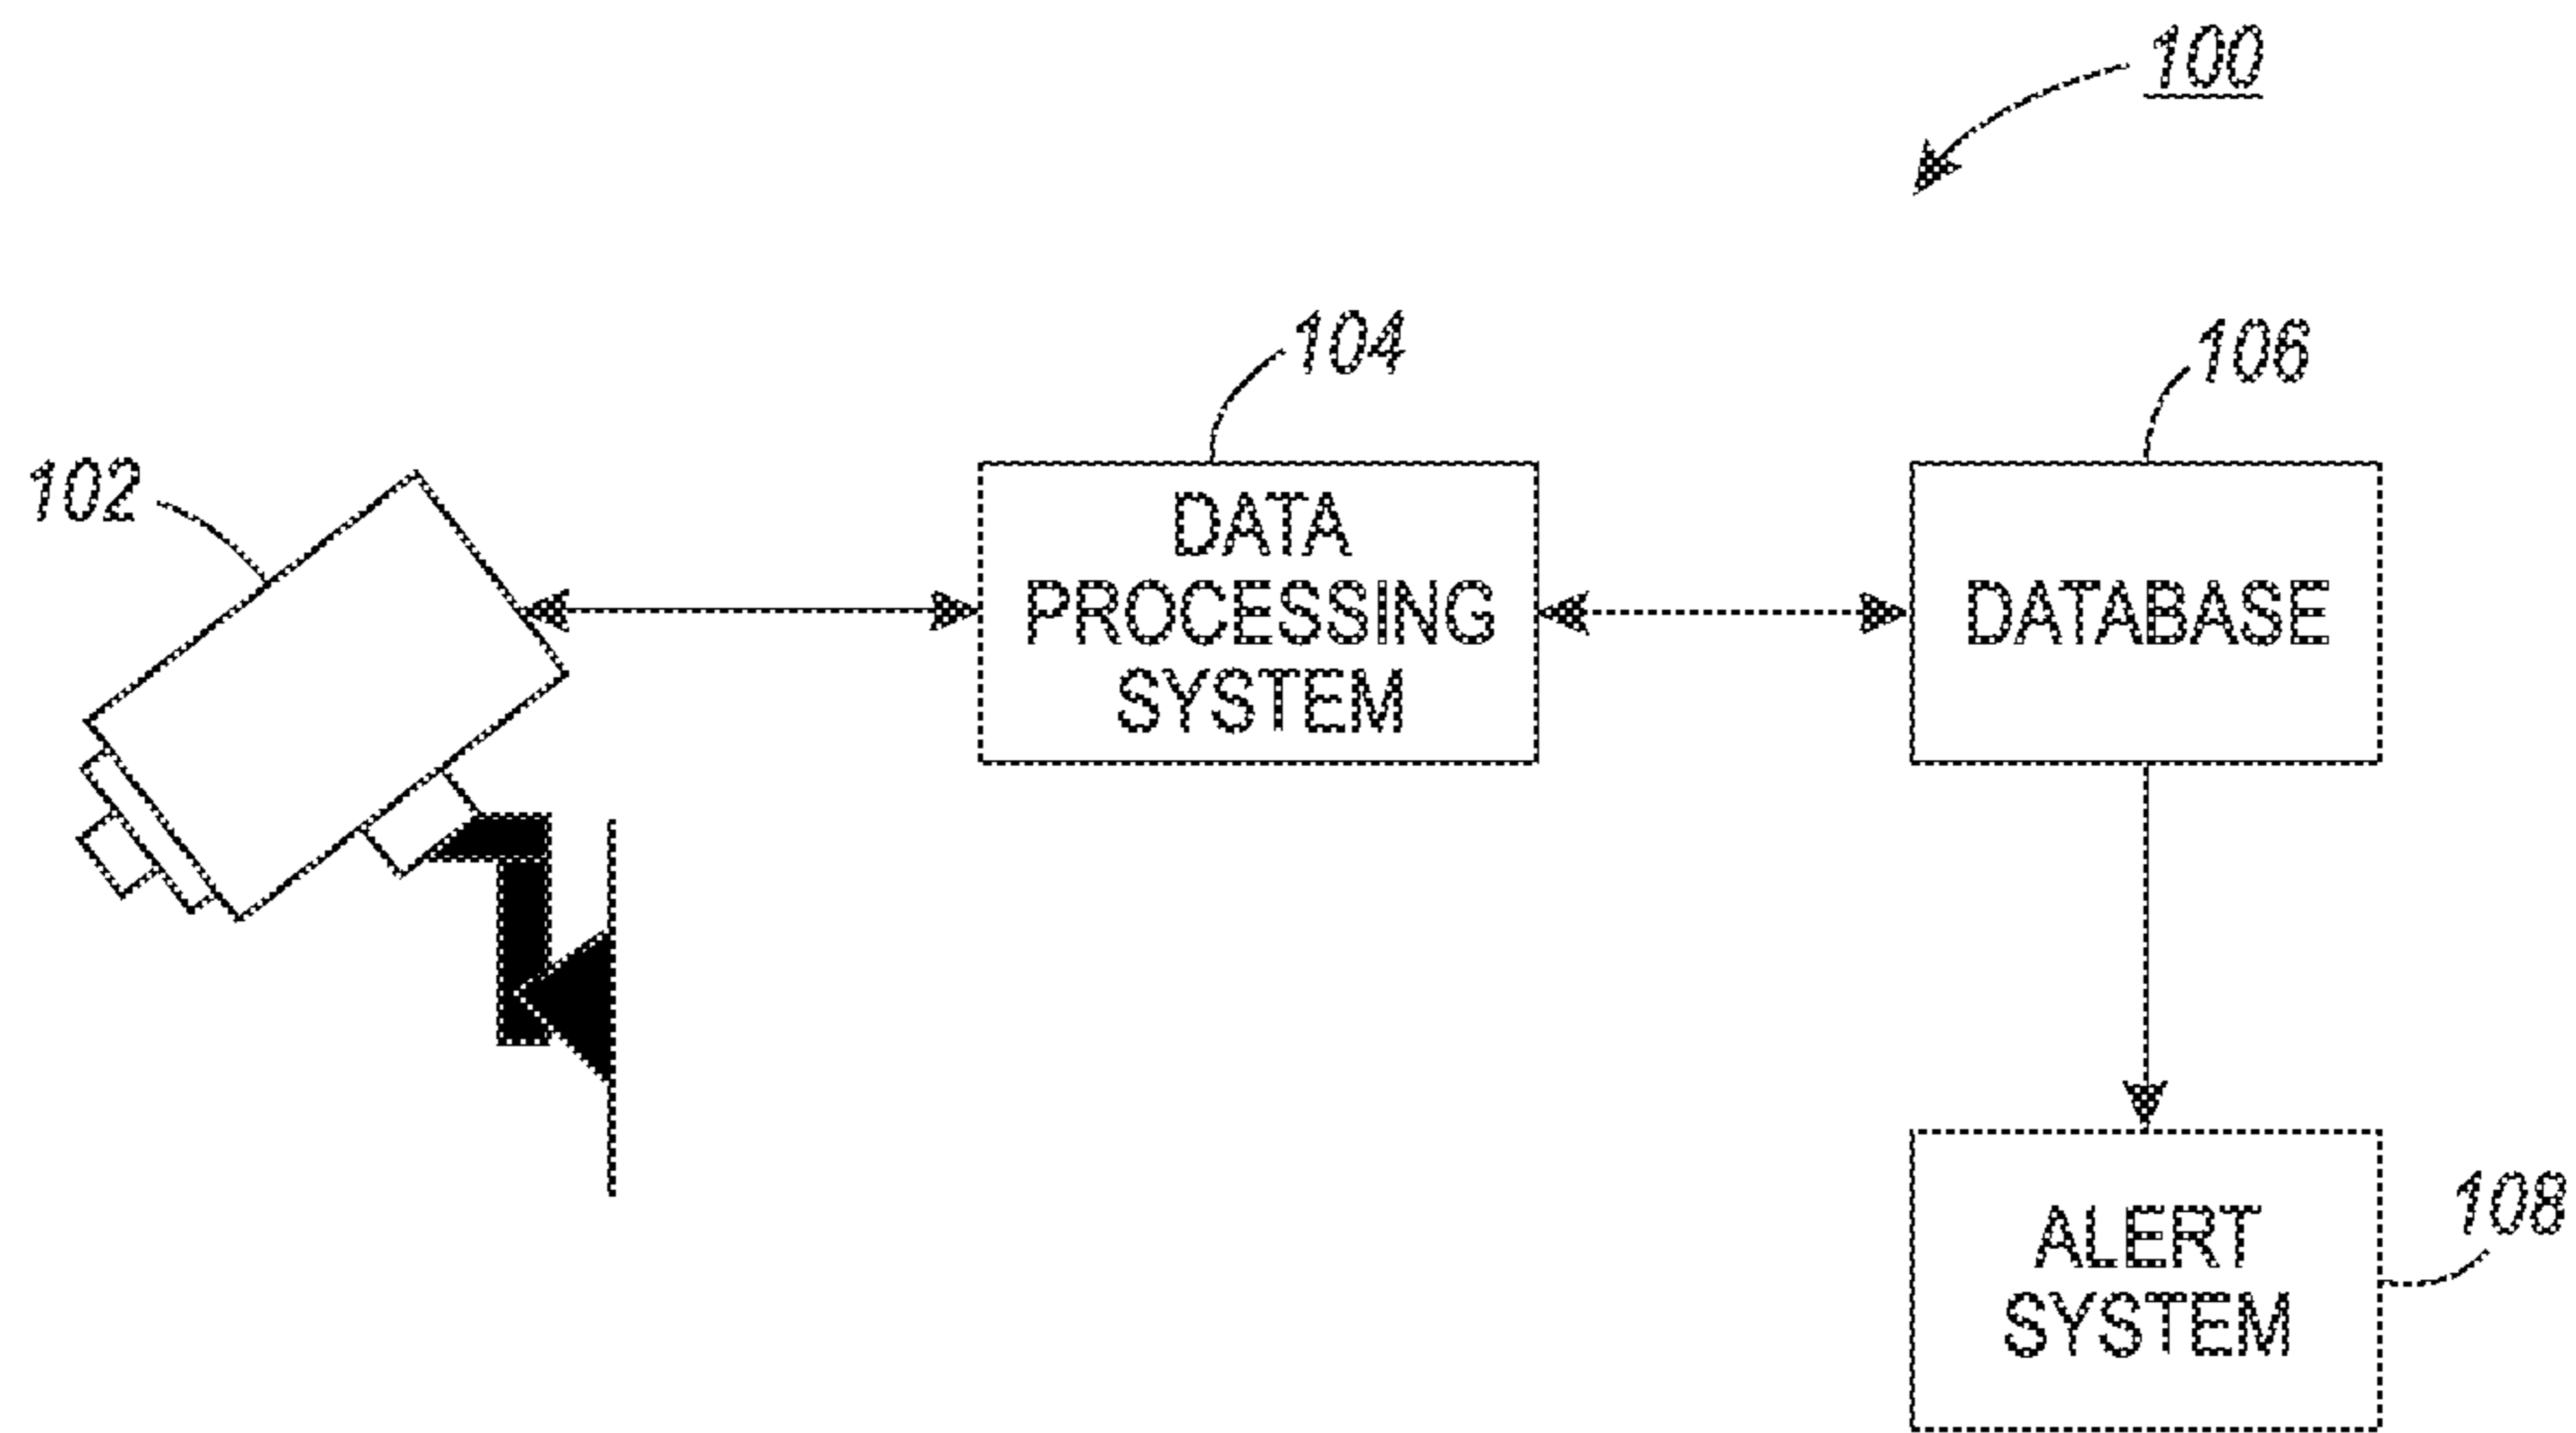 100
104
106
102
DATA
PROCESSING
SYSTEM
DATABASE
108
ALERT
SYSTEM